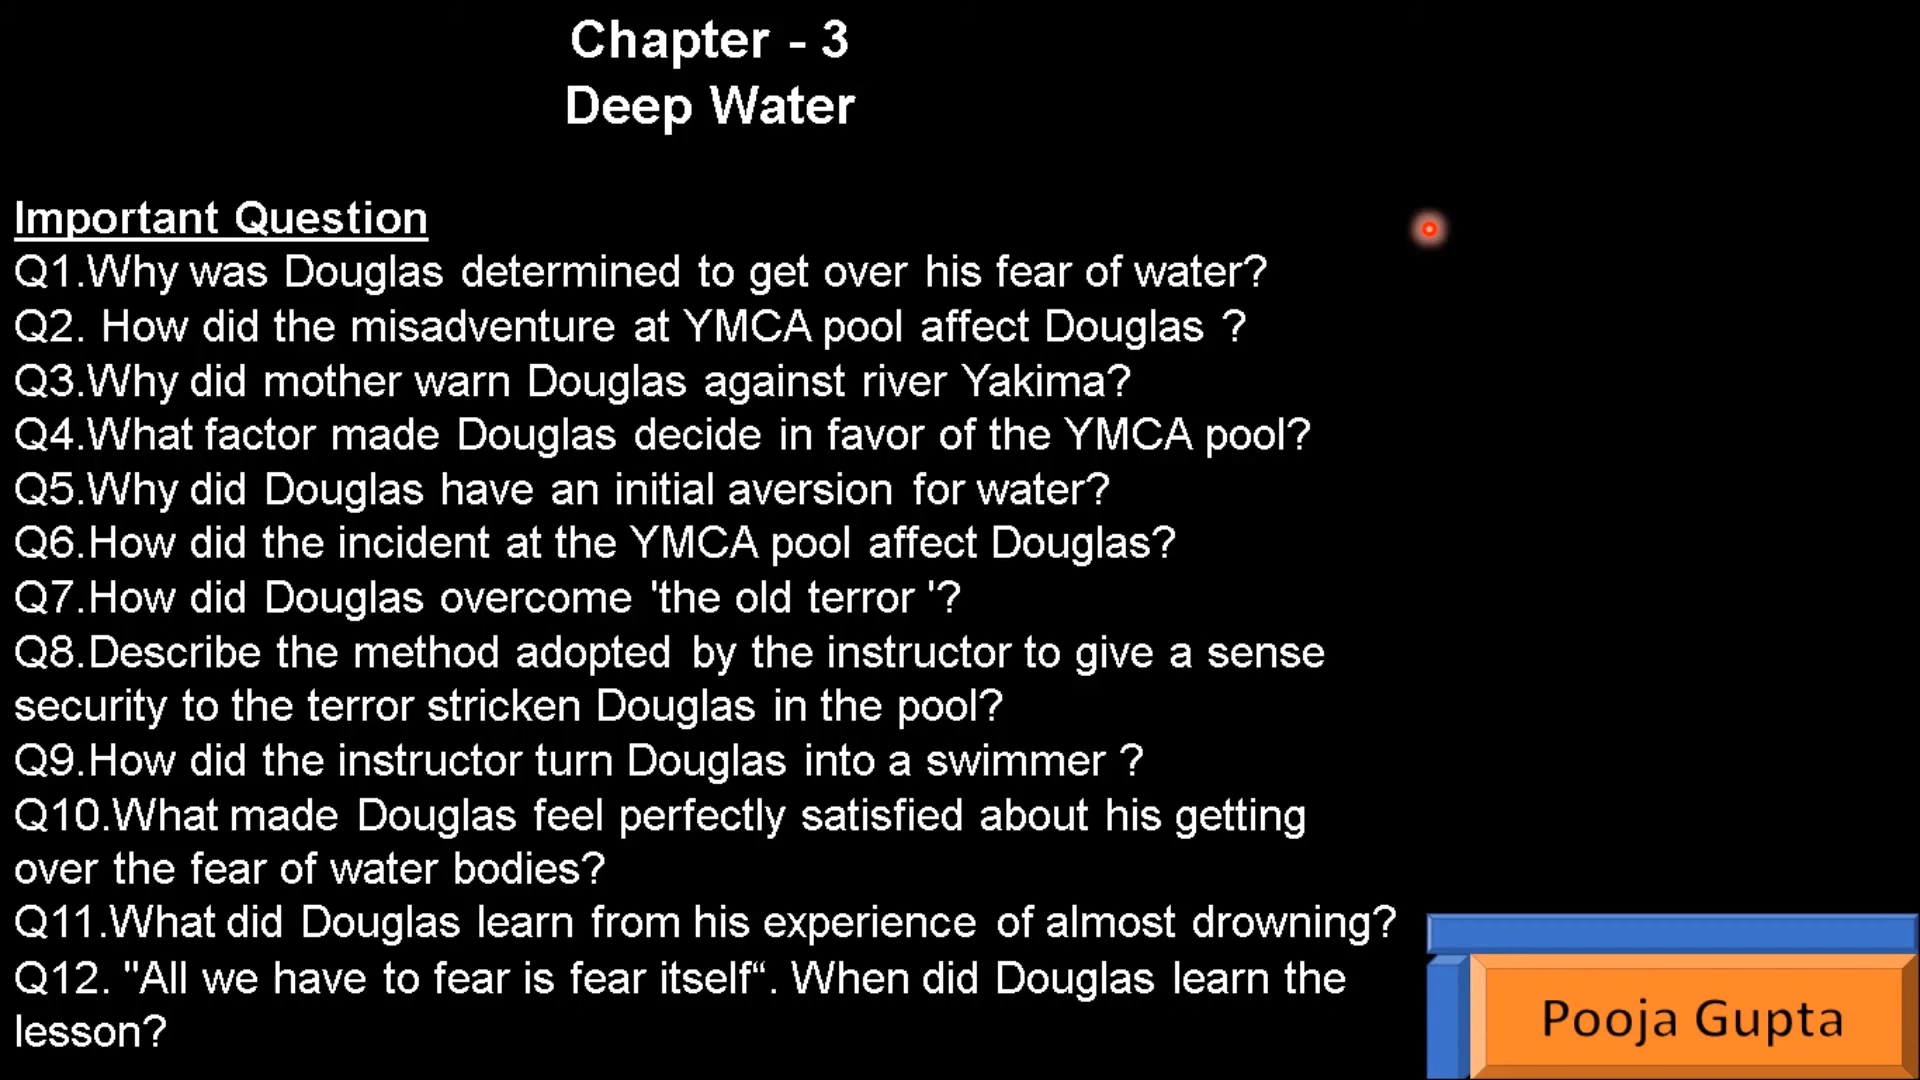 Chapter - 3
Deep Water
Important Question
Q1.Why was Douglas determined to get over his fear of water?
Q2. How did the misadventure at YMCA pool affect Douglas ?
Q3.Why did mother warn Douglas against river Yakima?
Q4.What factor made Douglas decide in favor of the YMCA pool?
Q5.Why did Douglas have an initial aversion for water?
Q6.How did the incident at the YMCA pool affect Douglas?
Q7.How did Douglas overcome 'the old terror '?
Q8.Describe the method adopted by the instructor to give a sense
security to the terror stricken Douglas in the pool?
Q9.How did the instructor turn Douglas into a swimmer ?
Q10.What made Douglas feel perfectly satisfied about his getting
over the fear of water bodies?
Q11.What did Douglas learn from his experience of almost drowning?
Q12. "All we have to fear is fear itself“. When did Douglas learn the
lesson?
Pooja Gupta